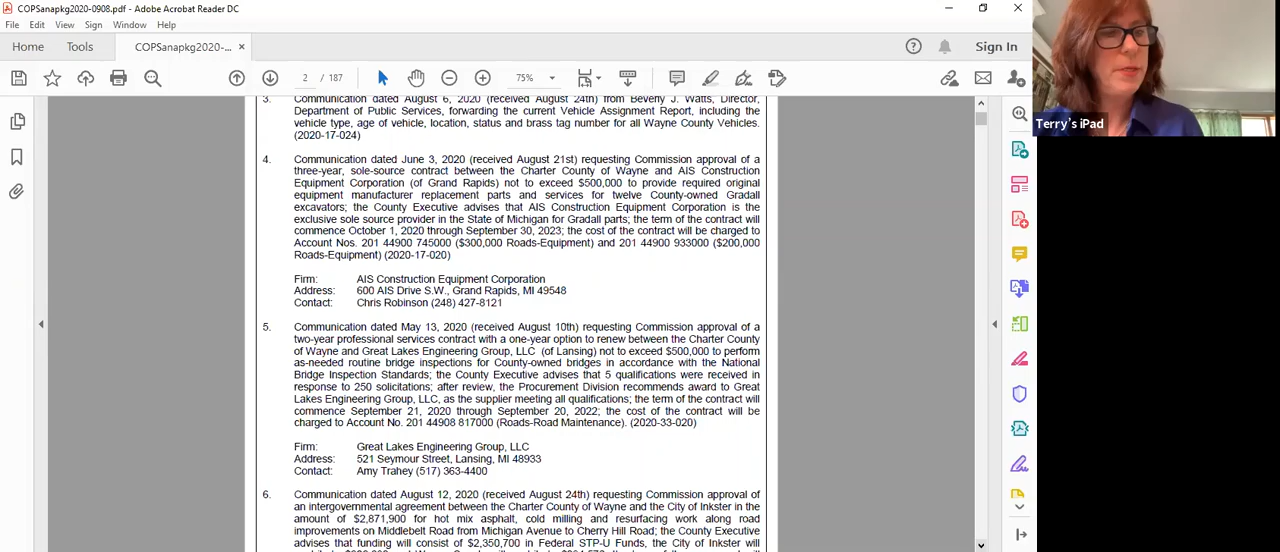 COPSanapkg2020-0908.pdf - Adobe Acrobat Reader DC
File Edit View Sign Window Help
Home Tools COPSanapkg2020-... × Sign In
2 / 187 75%
Terry's iPad
3. Communication dated August 6, 2020 (received August 24th) from Beverly J. Watts, Director,
Department of Public Services, forwarding the current Vehicle Assignment Report, including the
vehicle type, age of vehicle, location, status and brass tag number for all Wayne County Vehicles.
(2020-17-024)
4. Communication dated June 3, 2020 (received August 21st) requesting Commission approval of a
three-year, sole-source contract between the Charter County of Wayne and AIS Construction
Equipment Corporation (of Grand Rapids) not to exceed $500,000 to provide required original
equipment manufacturer replacement parts and services for twelve County-owned Gradall
excavators; the County Executive advises that AIS Construction Equipment Corporation is the
exclusive sole source provider in the State of Michigan for Gradall parts; the term of the contract will
commence October 1, 2020 through September 30, 2023; the cost of the contract will be charged to
Account Nos. 201 44900 745000 ($300,000 Roads-Equipment) and 201 44900 933000 ($200,000
Roads-Equipment) (2020-17-020)
Firm: AIS Construction Equipment Corporation
Address: 600 AIS Drive S.W., Grand Rapids, MI 49548
Contact: Chris Robinson (248) 427-8121
5. Communication dated May 13, 2020 (received August 10th) requesting Commission approval of a
two-year professional services contract with a one-year option to renew between the Charter County
of Wayne and Great Lakes Engineering Group, LLC (of Lansing) not to exceed $500,000 to perform
as-needed routine bridge inspections for County-owned bridges in accordance with the National
Bridge Inspection Standards; the County Executive advises that 5 qualifications were received in
response to 250 solicitations; after review, the Procurement Division recommends award to Great
Lakes Engineering Group, LLC, as the supplier meeting all qualifications; the term of the contract will
commence September 21, 2020 through September 20, 2022; the cost of the contract will be
charged to Account No. 201 44908 817000 (Roads-Road Maintenance). (2020-33-020)
Firm: Great Lakes Engineering Group, LLC
Address: 521 Seymour Street, Lansing, MI 48933
Contact: Amy Trahey (517) 363-4400
6. Communication dated August 12, 2020 (received August 24th) requesting Commission approval of
an intergovernmental agreement between the Charter County of Wayne and the City of Inkster in the
amount of $2,871,900 for hot mix asphalt, cold milling and resurfacing work along road
improvements on Middlebelt Road from Michigan Avenue to Cherry Hill Road; the County Executive
advises that funding will consist of $2,350,700 in Federal STP-U Funds, the City of Inkster will